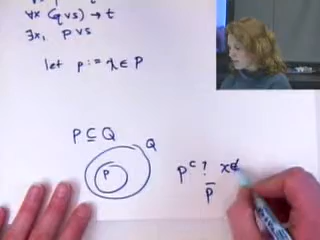 ∀x (q ∨ s) → t
∃x, p ∨ s
let p := x ∈ P
P ⊆ Q
Q
P
P^C ? x∉
p̅